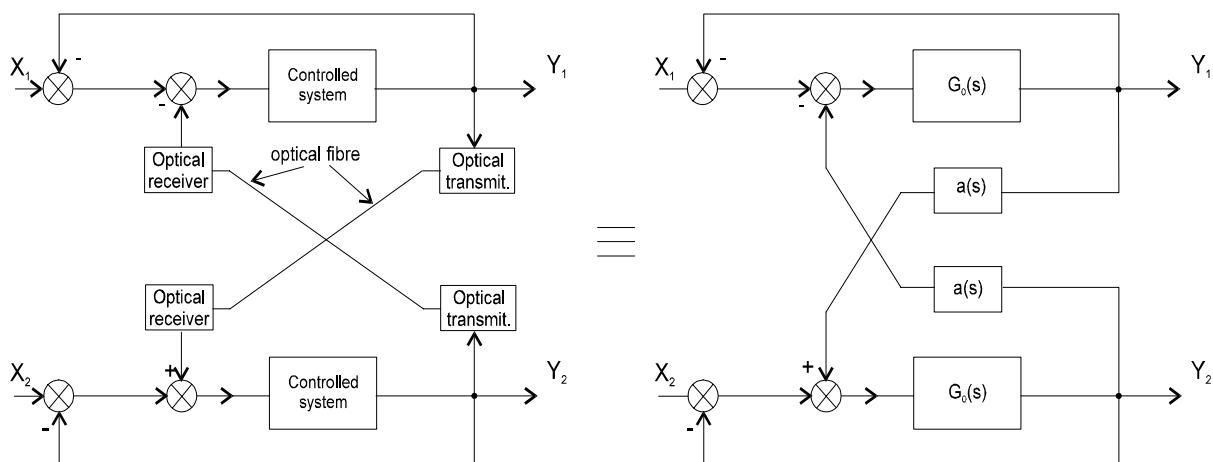 X1
-
-
Controlled
system
Y1
Optical
receiver
optical fibre
Optical
transmit.
Optical
receiver
Optical
transmit.
X2
-
+
Controlled
system
Y2
X1
-
-
G0(s)
Y1
a(s)
a(s)
X2
-
+
G0(s)
Y2